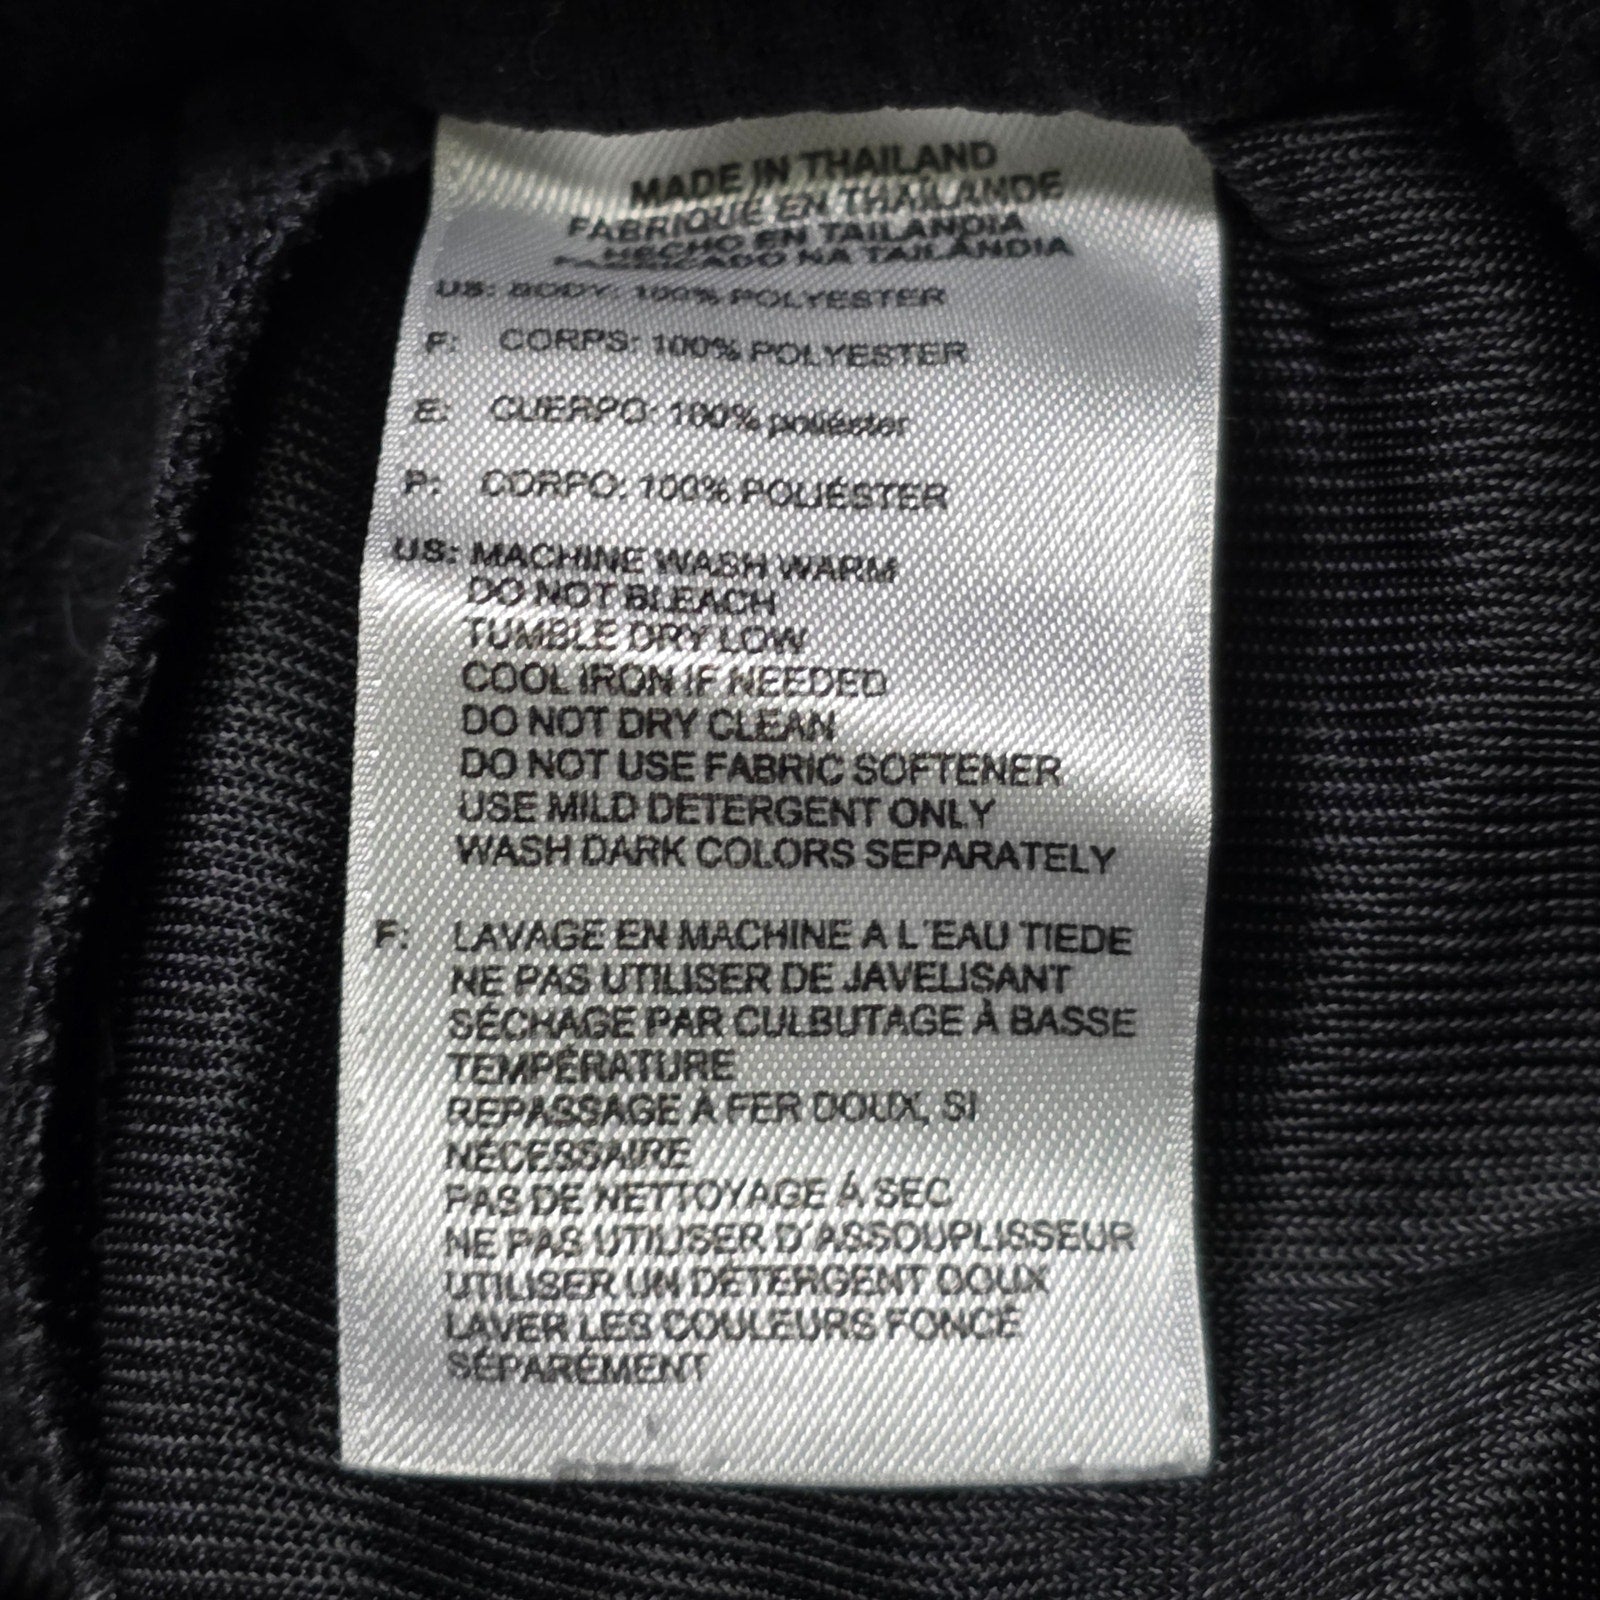 MADE IN THAILAND
FABRIQUÉ EN THAÏLANDE
HECHO EN TAILANDIA
FABRICADO NA TAILÂNDIA
US: BODY: 100% POLYESTER
F: CORPS: 100% POLYESTER
E: CUERPO: 100% poliéster
P: CORPO: 100% POLIÉSTER
US: MACHINE WASH WARM
DO NOT BLEACH
TUMBLE DRY LOW
COOL IRON IF NEEDED
DO NOT DRY CLEAN
DO NOT USE FABRIC SOFTENER
USE MILD DETERGENT ONLY
WASH DARK COLORS SEPARATELY
F: LAVAGE EN MACHINE A L'EAU TIEDE
NE PAS UTILISER DE JAVELISANT
SÉCHAGE PAR CULBUTAGE À BASSE
TEMPÉRATURE
REPASSAGE A FER DOUX, SI
NÉCESSAIRE
PAS DE NETTOYAGE À SEC
NE PAS UTILISER D'ASSOUPLISSEUR
UTILISER UN DÉTERGENT DOUX
LAVER LES COULEURS FONCÉ
SÉPARÉMENT